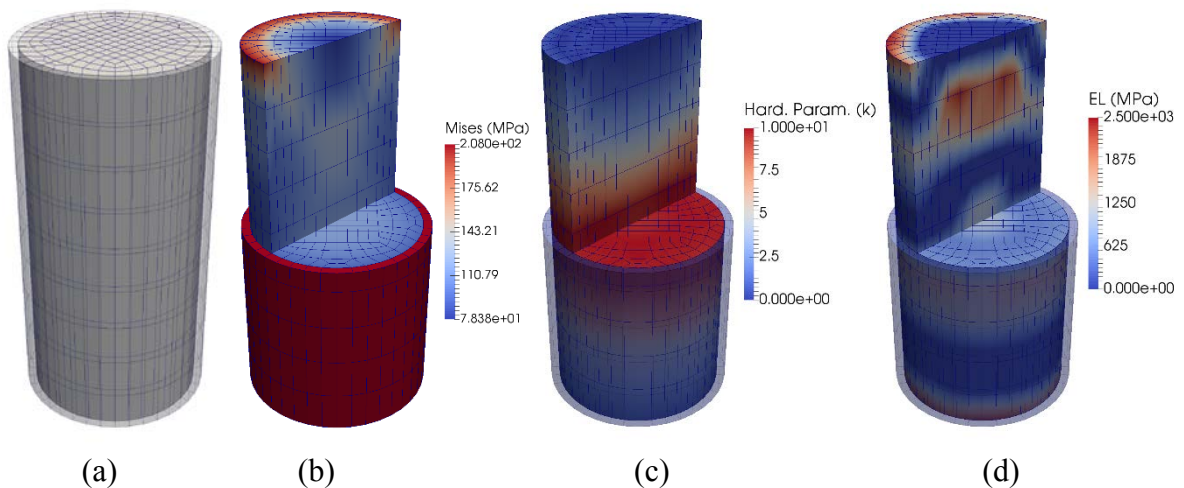 Mises (MPa)
2.080e+02
175.62
143.21
110.79
7.838e+01
Hard. Param. (k)
1.000e+01
7.5
5
2.5
0.000e+00
EL (MPa)
2.500e+03
1875
1250
625
0.000e+00
(a)
(b)
(c)
(d)